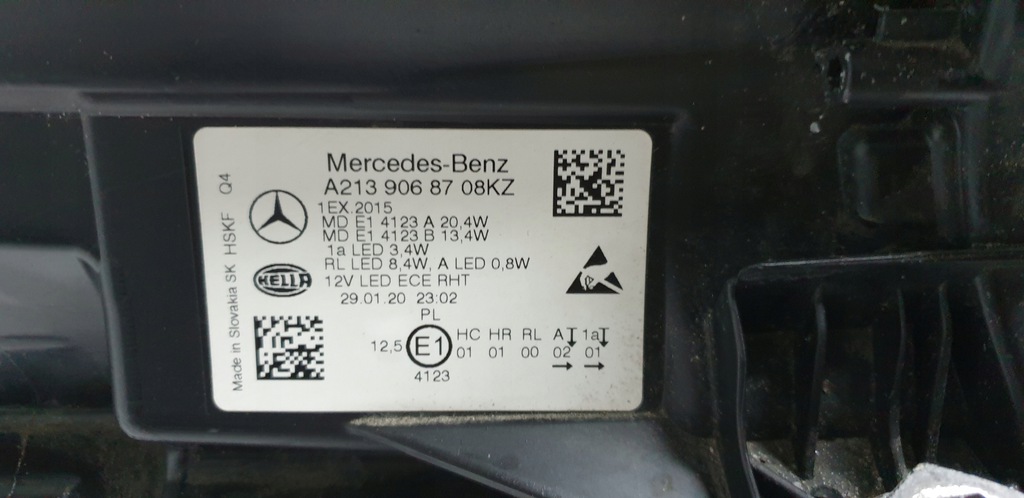 Mercedes-Benz
A213 906 87 08KZ
1EX.2015
MD E1 4123 A 20,4W
MD E1 4123 B 13,4W
1a LED 3,4W
RL LED 8,4W, A LED 0,8W
12V LED ECE RHT
29.01.20 23:02
PL
HELLA
12,5 E1 HC HR RL A 1a
01 01 00 02 01
→ →
4123
Made in Slovakia SK HSKF Q4